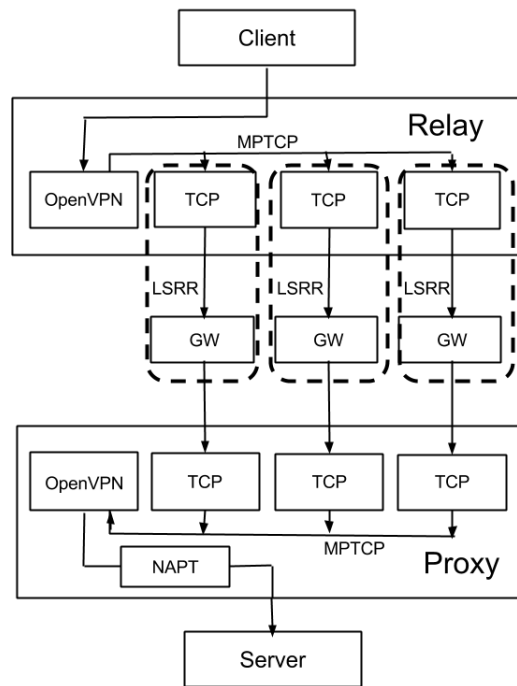 Client
Relay
MPTCP
OpenVPN
TCP
TCP
TCP
LSRR
LSRR
LSRR
GW
GW
GW
OpenVPN
TCP
TCP
TCP
MPTCP
NAPT
Proxy
Server